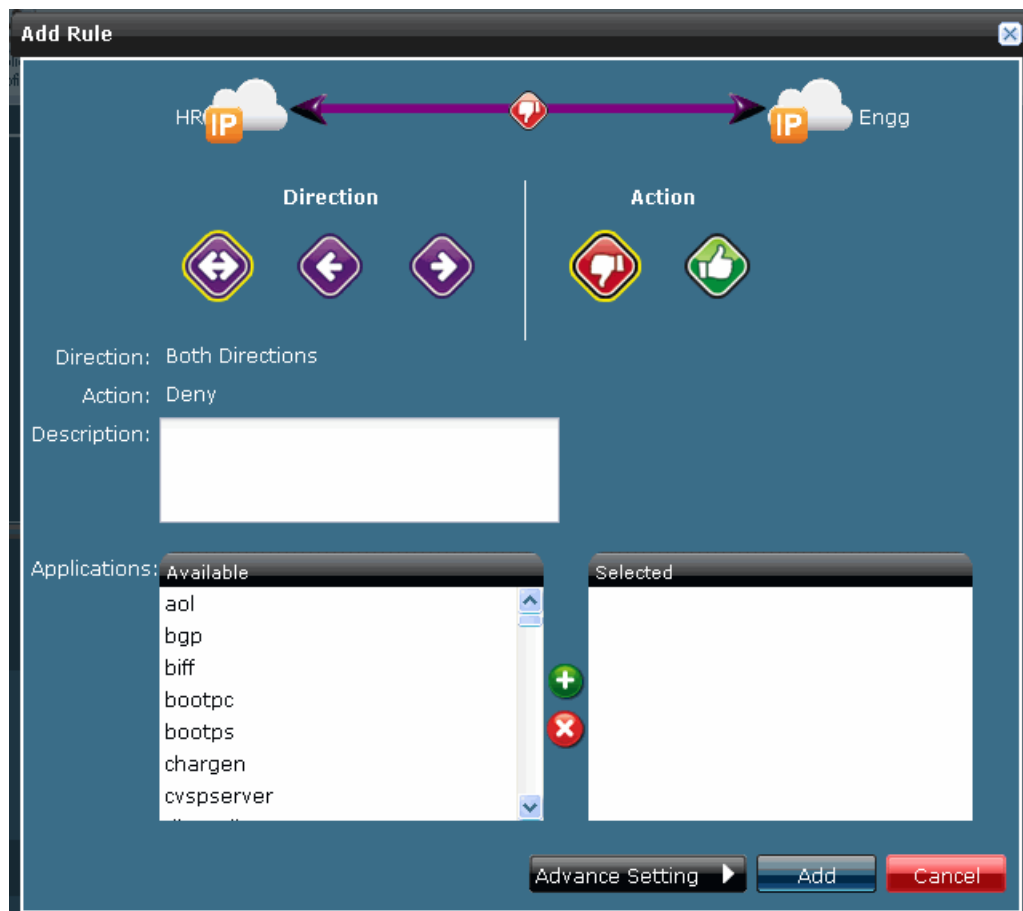 Add Rule
HR IP
IP Engg
Direction
Action
Direction: Both Directions
Action: Deny
Description:
Applications: Available
Selected
aol
bgp
biff
bootpc
bootps
chargen
cvspserver
Advance Setting
Add
Cancel